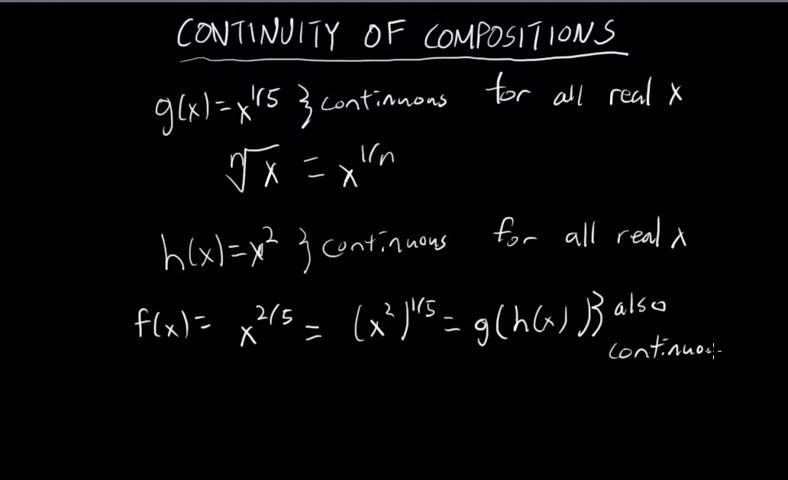 CONTINUITY OF COMPOSITIONS
g(x)=x^{1/5} } continuous for all real x
ⁿ√x = x^{1/n}
h(x)=x^2 } continuous for all real x
f(x)= x^{2/5} = (x^2)^{1/5} = g(h(x)) } also
continuous